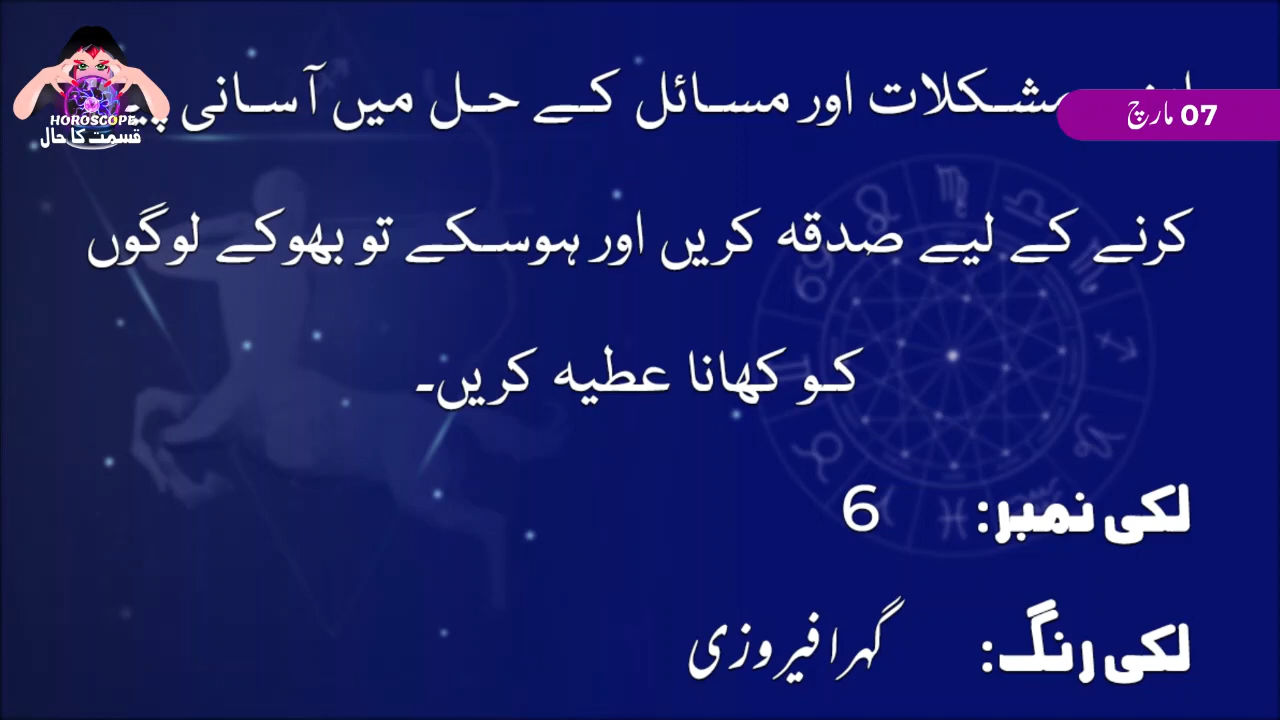 مشکلات اور مسائل کے حل میں آسانی
کرنے کے لیے صدقہ کریں اور ہوسکے تو بھوکے لوگوں
کو کھانا عطیہ کریں۔
لکی نمبر: 6
لکی رنگ: گہرا فیروزی
07 مارچ
HOROSCOPE
قسمت کا حال